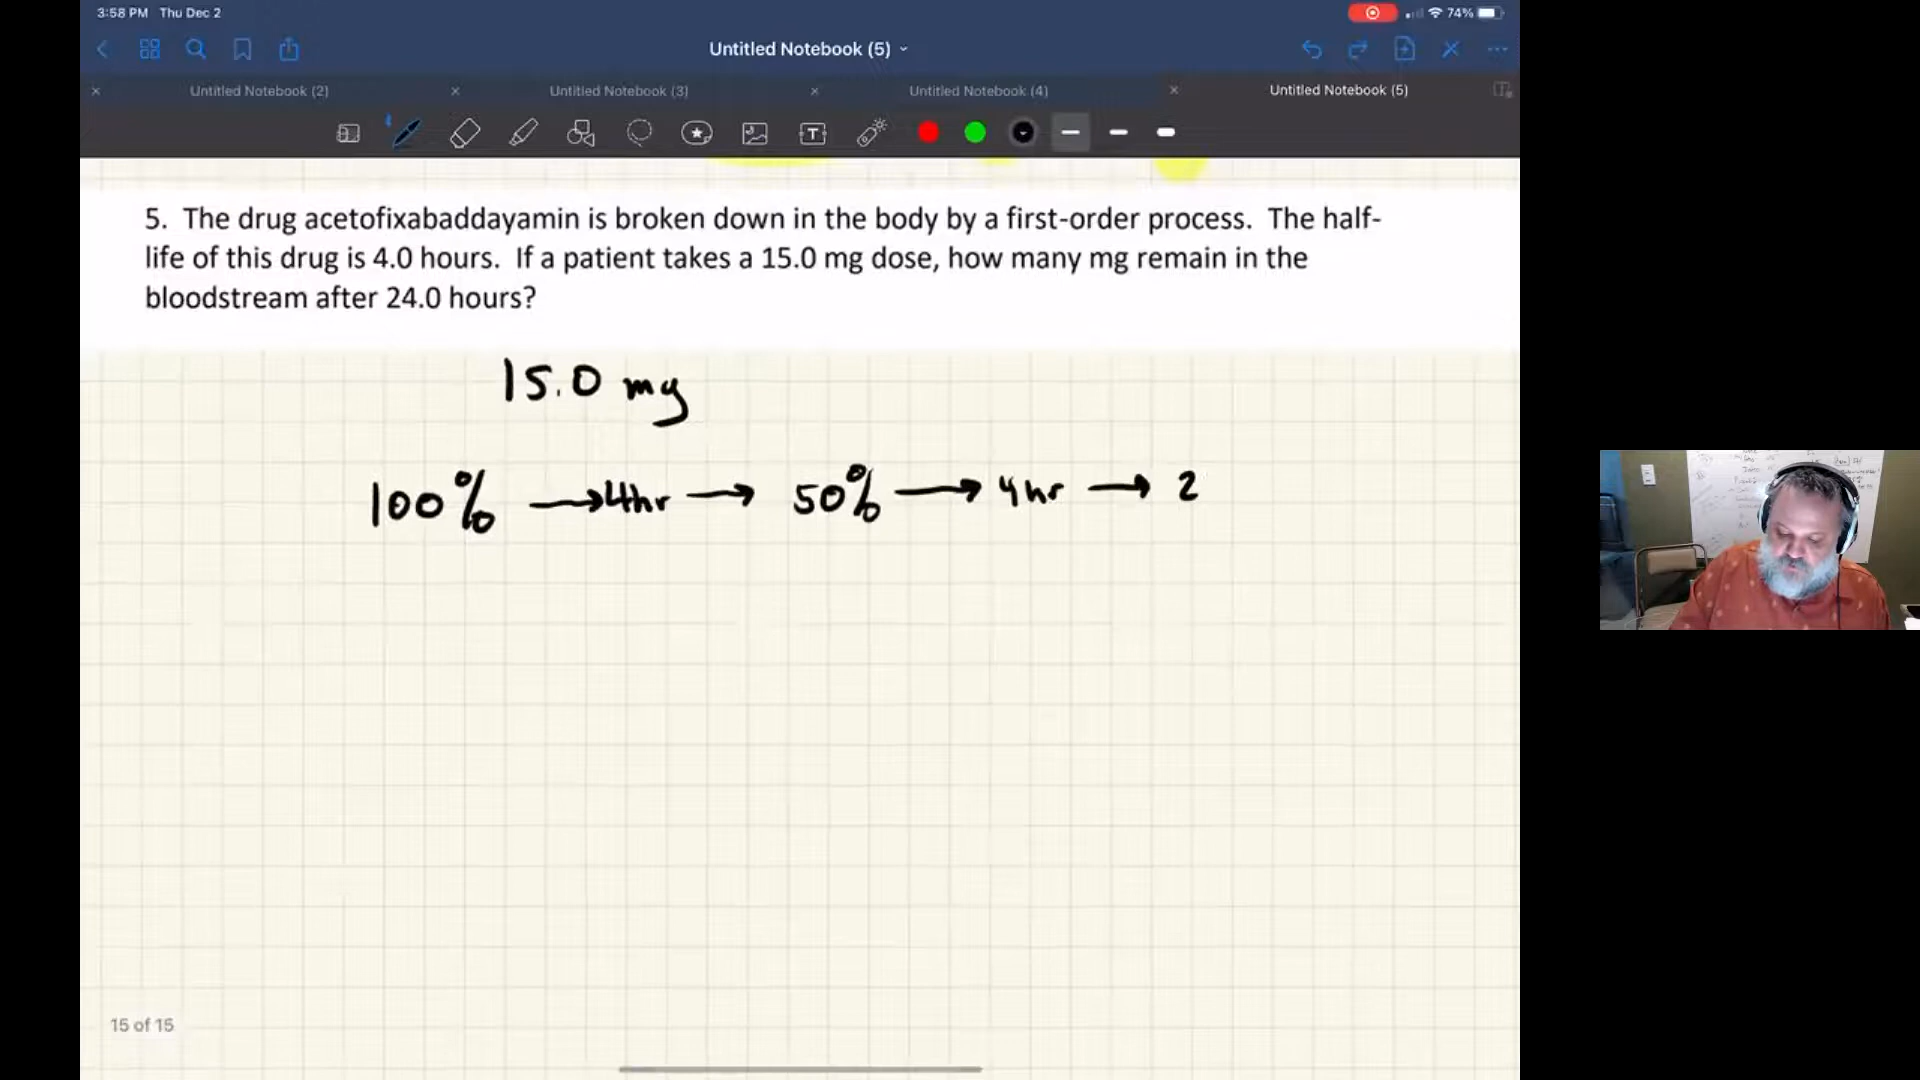 3:58 PM Thu Dec 2
74%
Untitled Notebook (5)
Untitled Notebook (2)
Untitled Notebook (3)
Untitled Notebook (4)
Untitled Notebook (5)
5. The drug acetofixabaddayamin is broken down in the body by a first-order process. The half-
life of this drug is 4.0 hours. If a patient takes a 15.0 mg dose, how many mg remain in the
bloodstream after 24.0 hours?
15.0 mg
100% → 4hr → 50% → 4 hr → 2
15 of 15